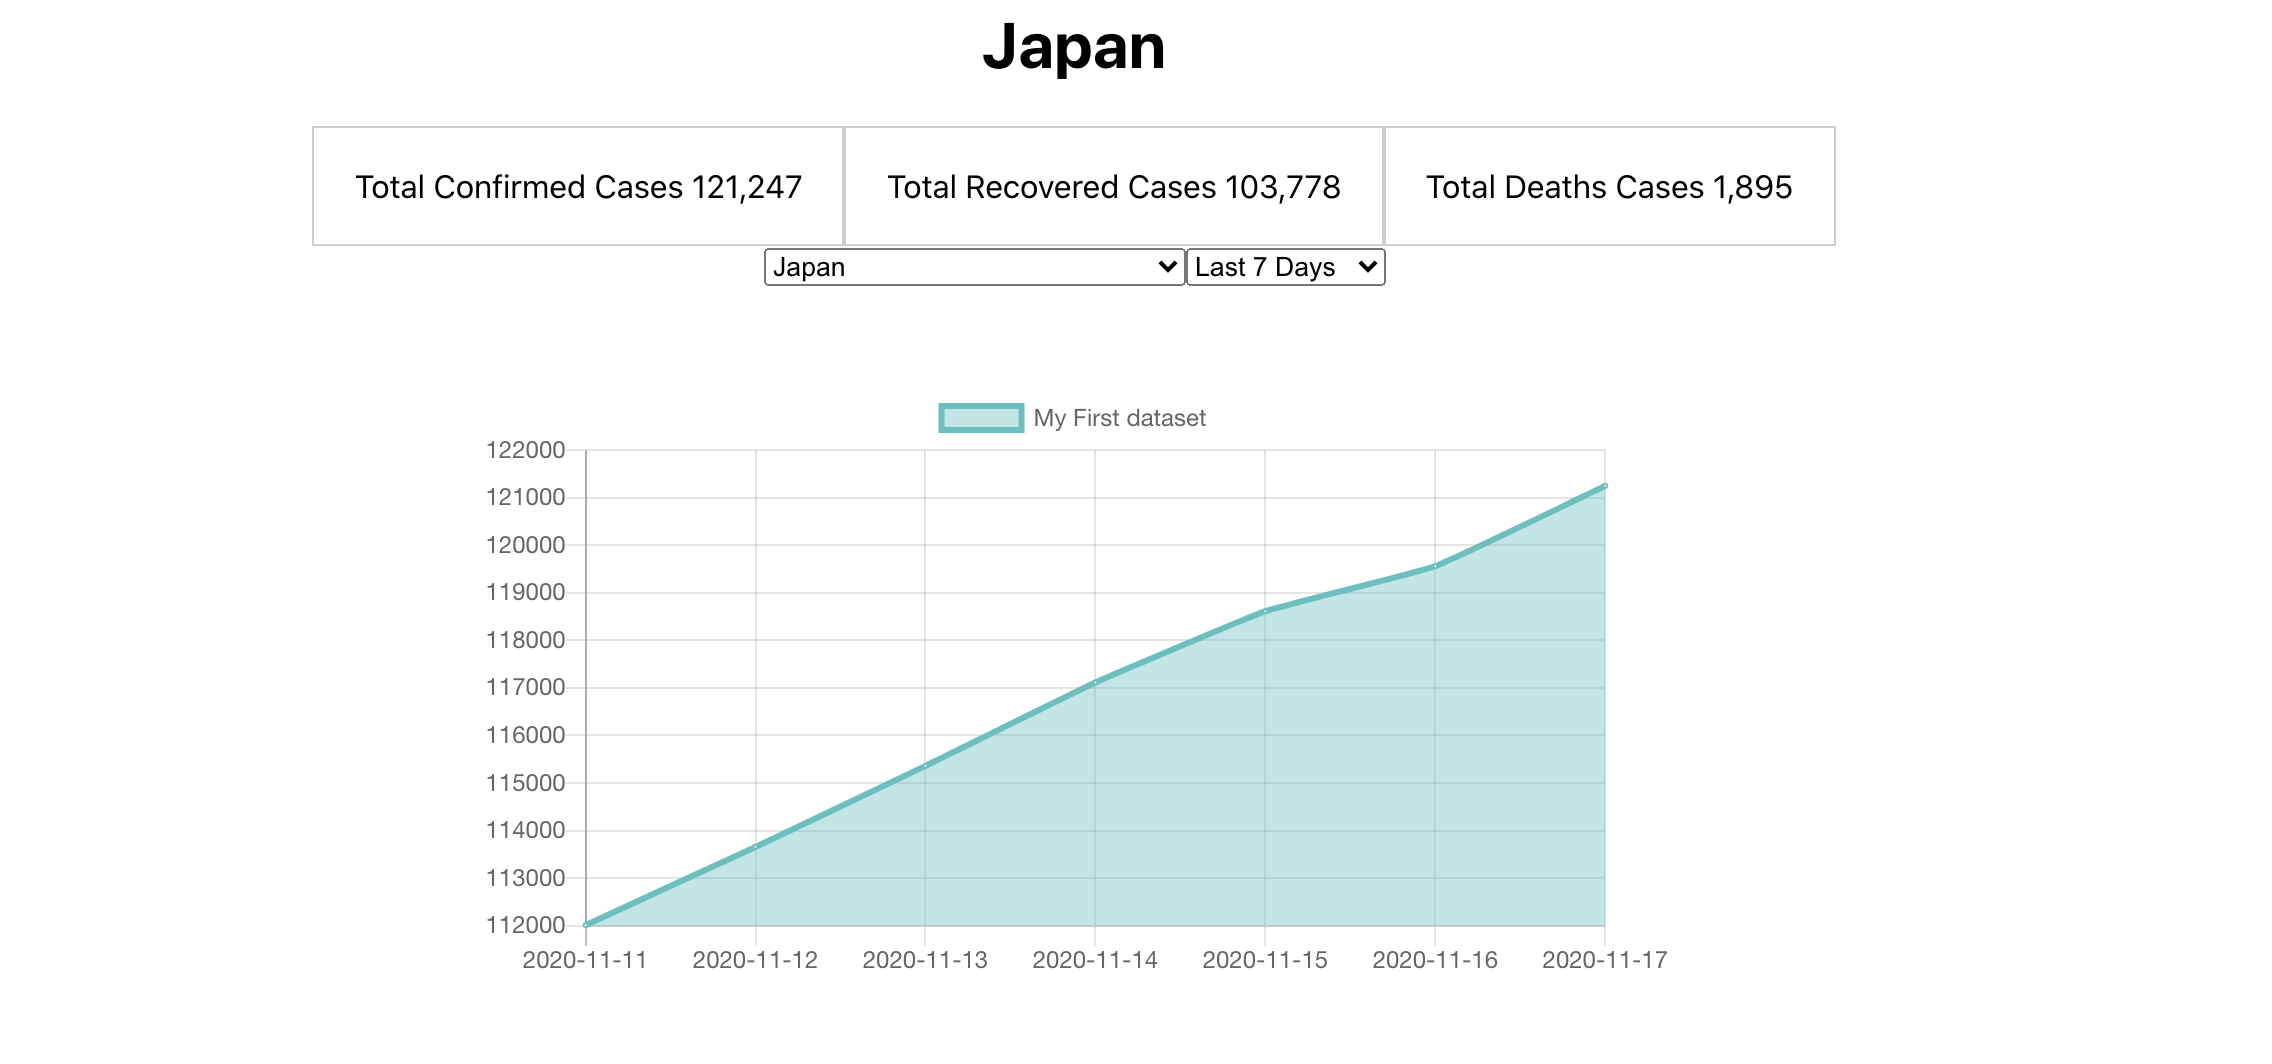 Japan
Total Confirmed Cases 121,247
Total Recovered Cases 103,778
Total Deaths Cases 1,895
Japan
Last 7 Days
My First dataset
122000
121000
120000
119000
118000
117000
116000
115000
114000
113000
112000
2020-11-11 2020-11-12 2020-11-13 2020-11-14 2020-11-15 2020-11-16 2020-11-17